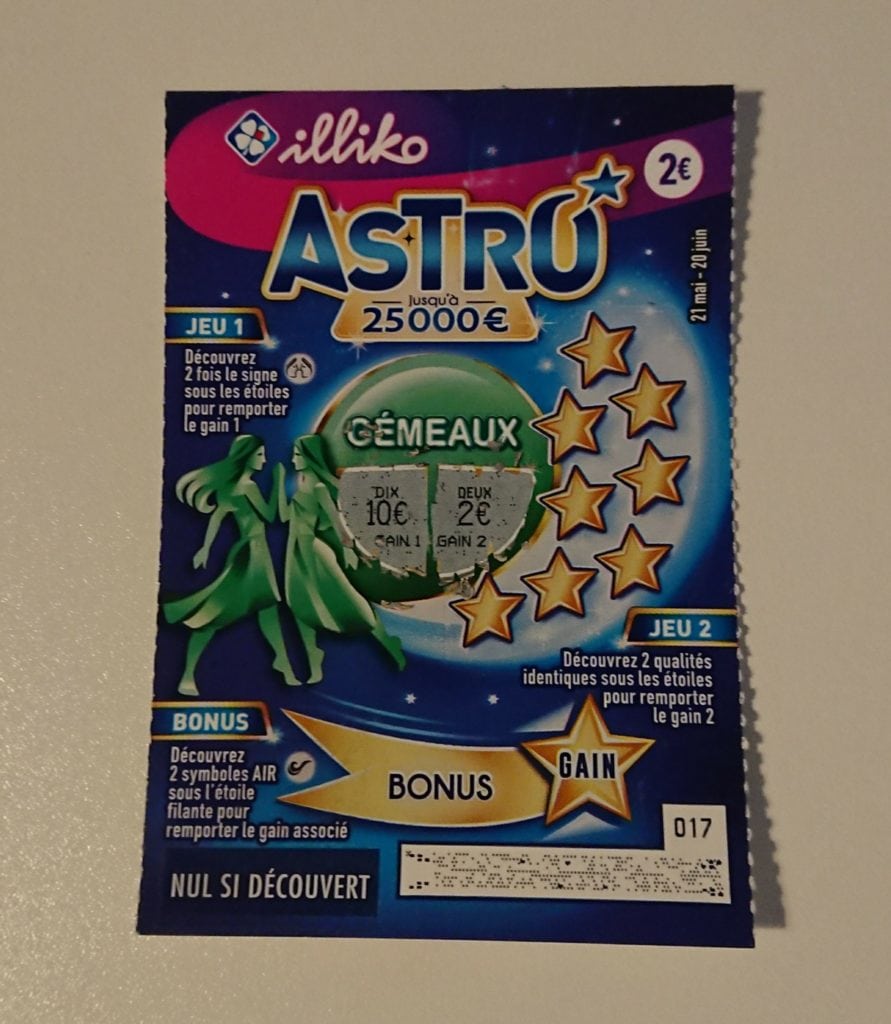 illiko
2€
ASTRO
Jusqu'à
25000€
21 mai - 20 juin
JEU 1
Découvrez
2 fois le signe
sous les étoiles
pour remporter
le gain 1
GÉMEAUX
DIX
10€
GAIN 1
DEUX
2€
GAIN 2
JEU 2
Découvrez 2 qualités
identiques sous les étoiles
pour remporter
le gain 2
BONUS
Découvrez
2 symboles AIR
sous l'étoile
filante pour
remporter le gain associé
BONUS
GAIN
017
NUL SI DÉCOUVERT